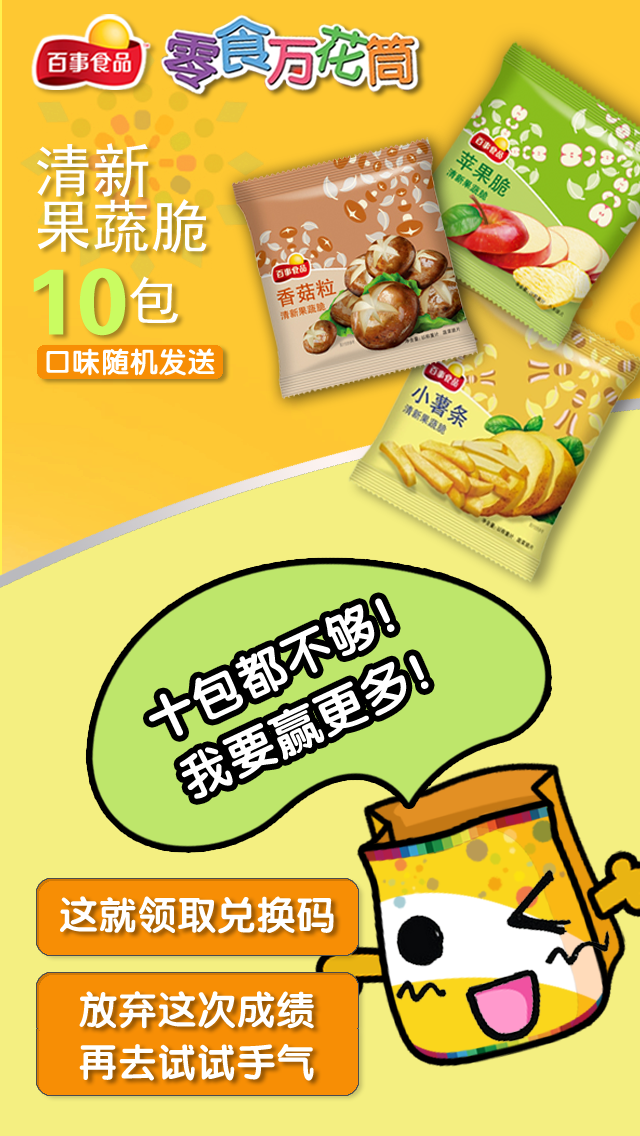 百事食品
零食万花筒
清新
果蔬脆
10包
口味随机发送
百事食品
苹果脆
清新果蔬脆
百事食品
香菇粒
清新果蔬脆
百事食品
小薯条
清新果蔬脆
十包都不够！
我要赢更多！
这就领取兑换码
放弃这次成绩
再去试试手气